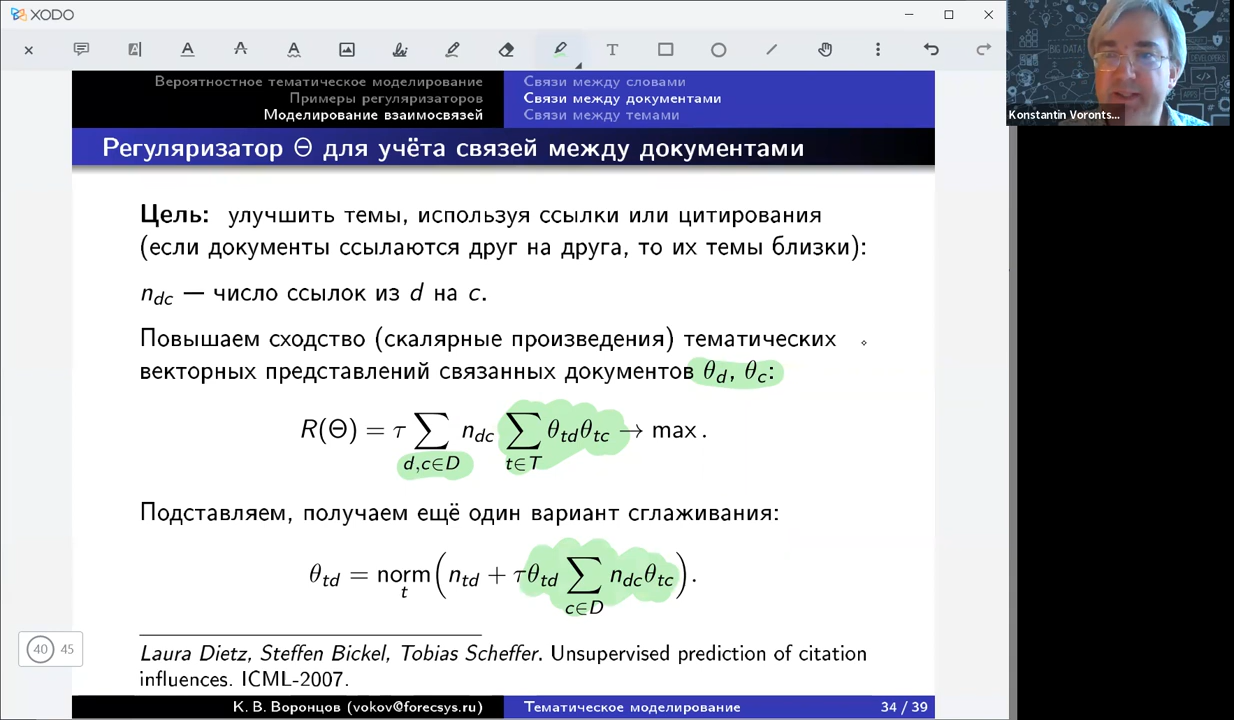 XODO
Вероятностное тематическое моделирование
Примеры регуляризаторов
Моделирование взаимосвязей
Связи между словами
Связи между документами
Связи между темами
Регуляризатор Θ для учёта связей между документами
Цель: улучшить темы, используя ссылки или цитирования
(если документы ссылаются друг на друга, то их темы близки):
n_dc — число ссылок из d на c.
Повышаем сходство (скалярные произведения) тематических
векторных представлений связанных документов θ_d, θ_c:
R(Θ) = τ ∑_{d,c∈D} n_dc ∑_{t∈T} θ_td θ_tc → max .
Подставляем, получаем ещё один вариант сглаживания:
θ_td = norm_t ( n_td + τθ_td ∑_{c∈D} n_dc θ_tc ).
Laura Dietz, Steffen Bickel, Tobias Scheffer. Unsupervised prediction of citation
influences. ICML-2007.
К. В. Воронцов (vokov@forecsys.ru)
Тематическое моделирование
34 / 39
40 45
Konstantin Voronts...
BIG DATA